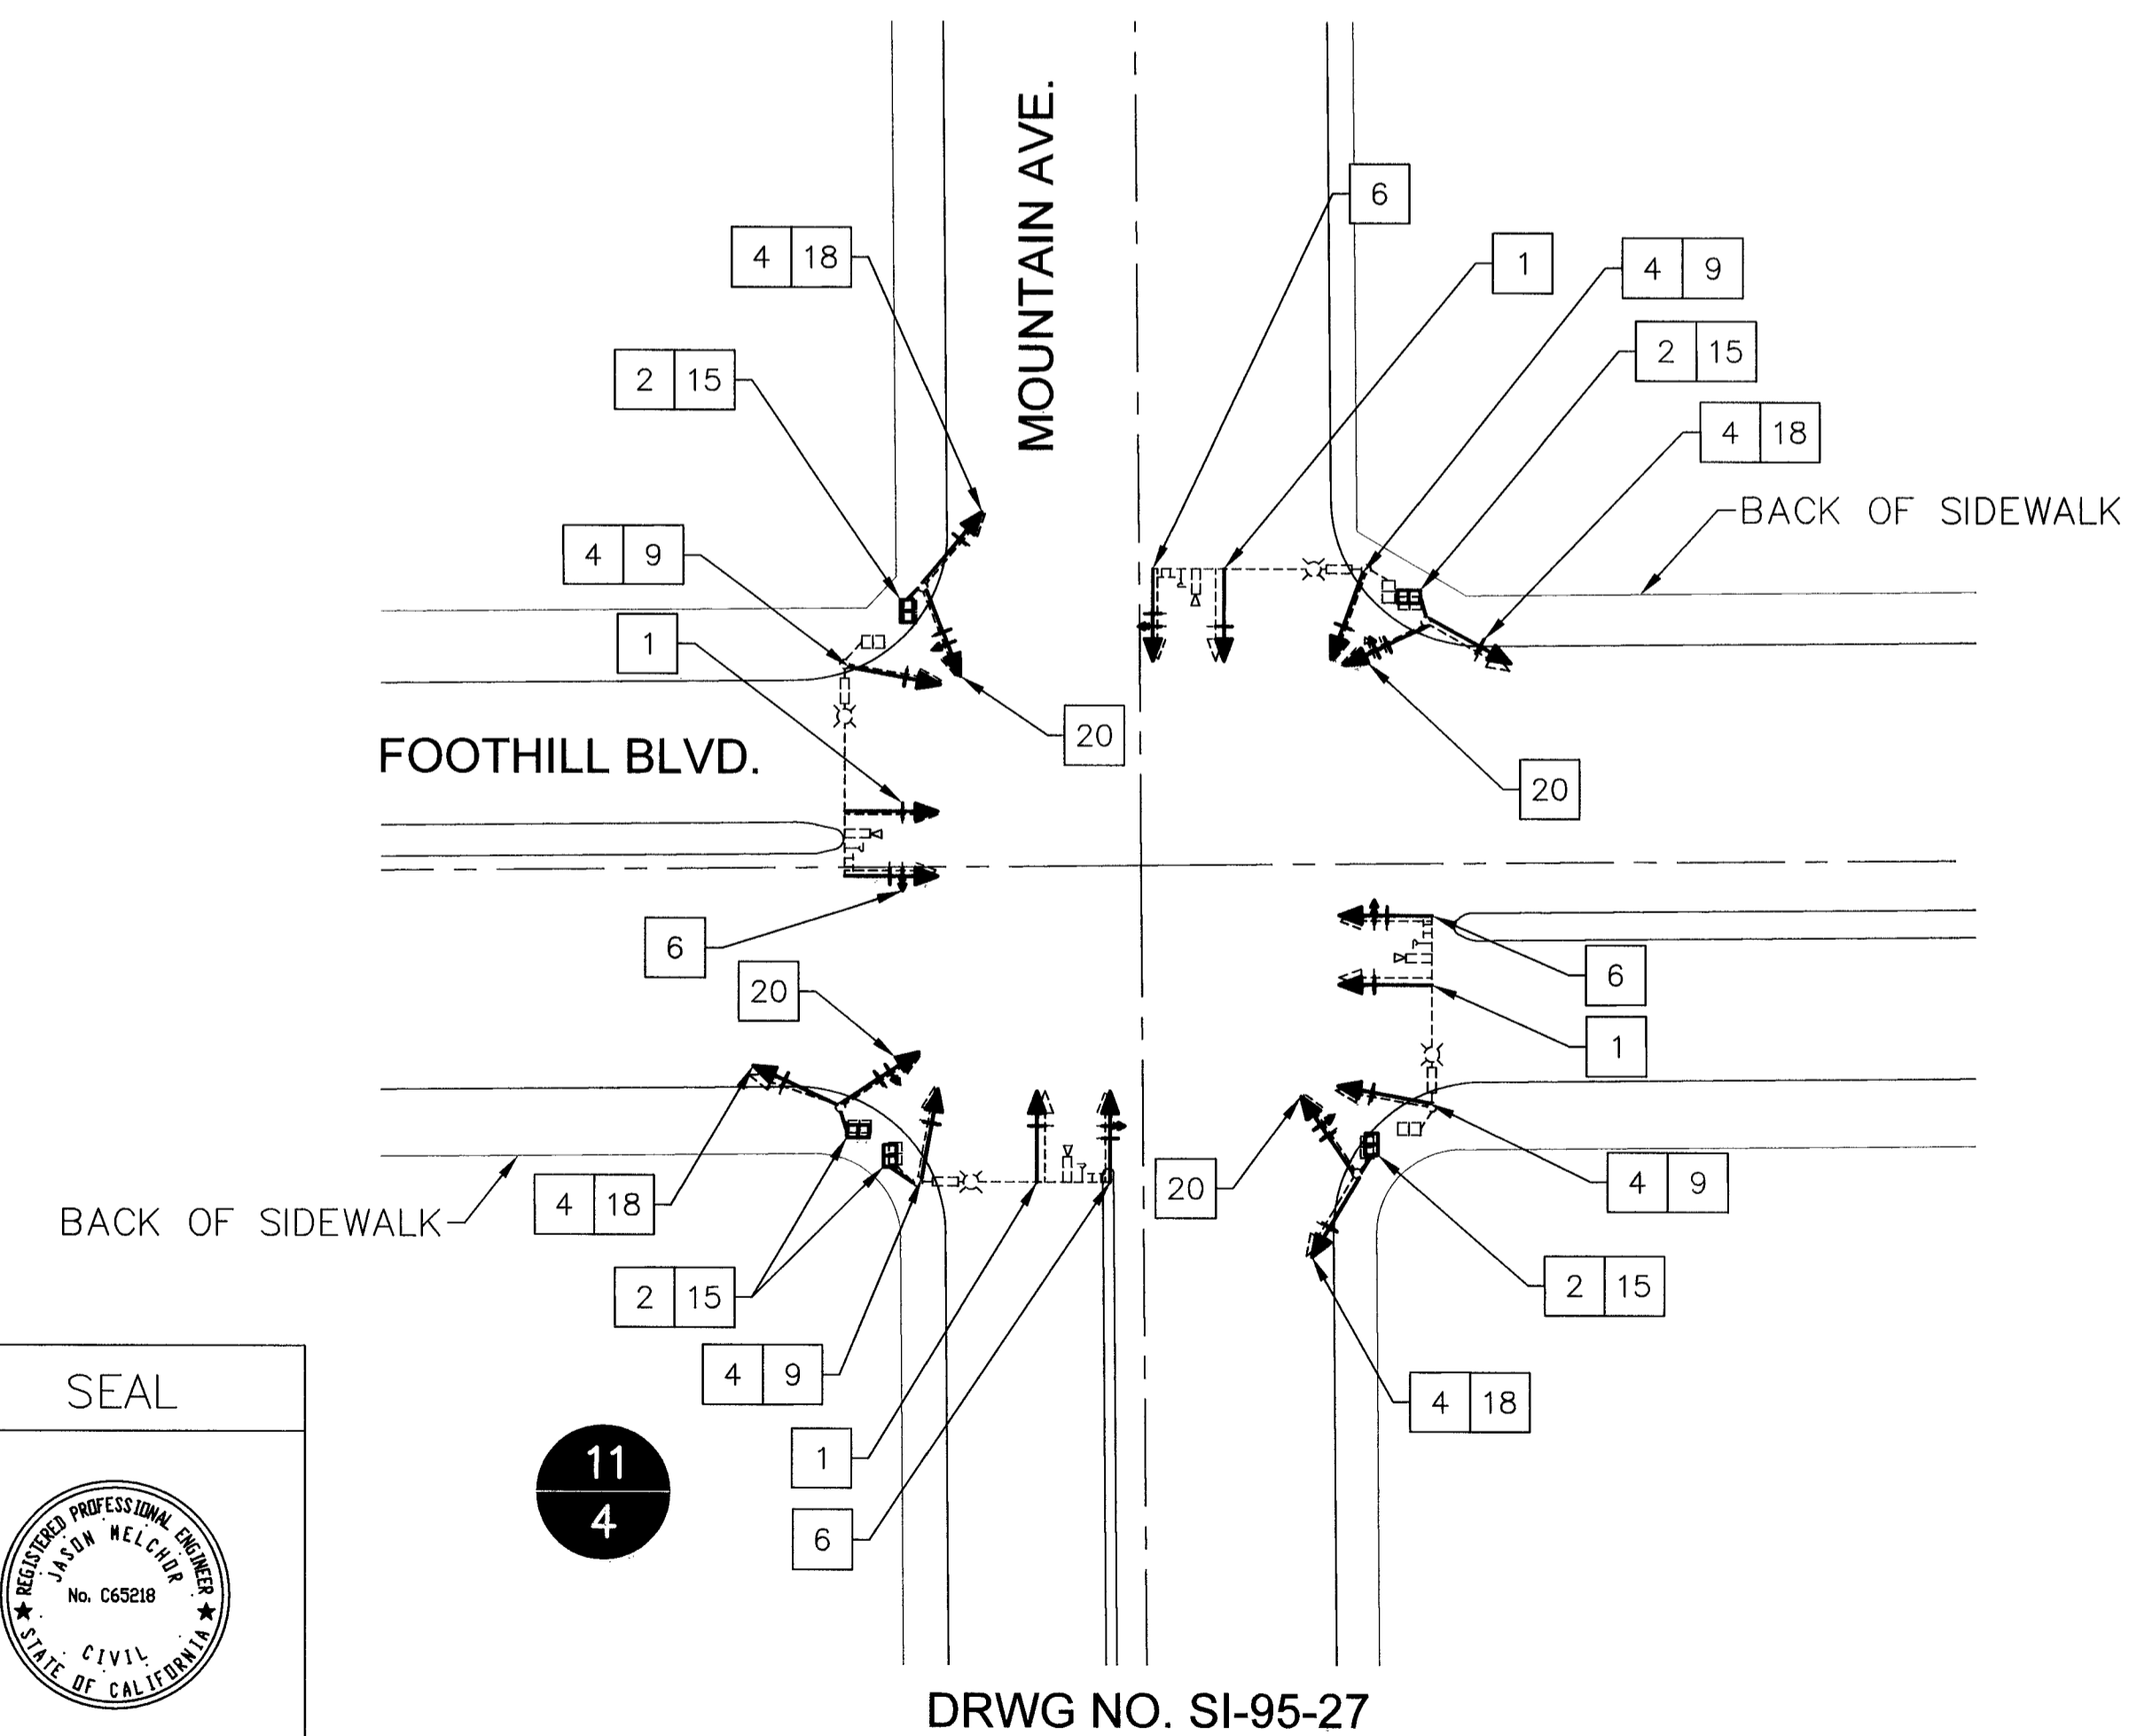 MOUNTAIN AVE.
6
4 18
1
4 9
2 15
2 15
4 18
BACK OF SIDEWALK
4 9
1
20
FOOTHILL BLVD.
20
6
6
20
1
4 9
20
4 18
BACK OF SIDEWALK
2 15
2 15
4 9
4 18
SEAL
11
4
1
6
REGISTERED PROFESSIONAL ENGINEER
JASON MELCHOR
No. C65218
CIVIL
STATE OF CALIFORNIA
DRWG NO. SI-95-27